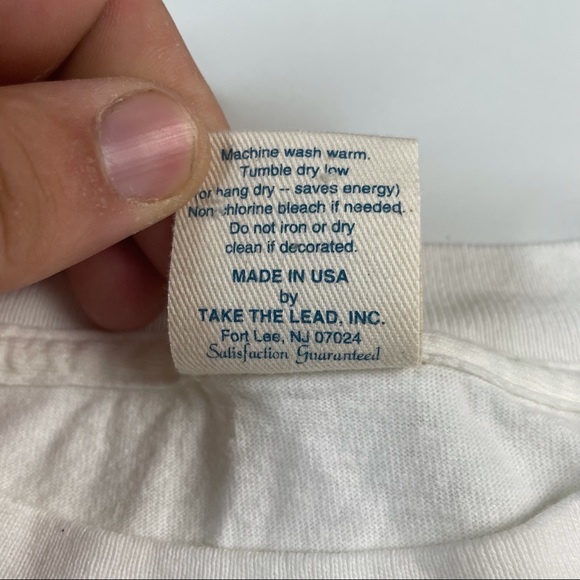 Machine wash warm.
Tumble dry low
(or hang dry -- saves energy)
Non-chlorine bleach if needed.
Do not iron or dry
clean if decorated.
MADE IN USA
by
TAKE THE LEAD, INC.
Fort Lee, NJ 07024
Satisfaction Guaranteed